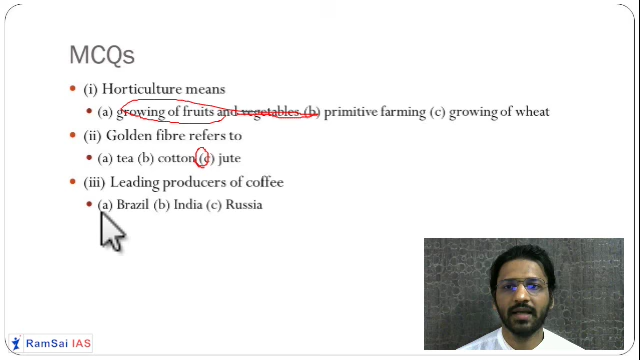 MCQs
(i) Horticulture means
(a) growing of fruits and vegetables (b) primitive farming (c) growing of wheat
(ii) Golden fibre refers to
(a) tea (b) cotton (c) jute
(iii) Leading producers of coffee
(a) Brazil (b) India (c) Russia
RamSai IAS